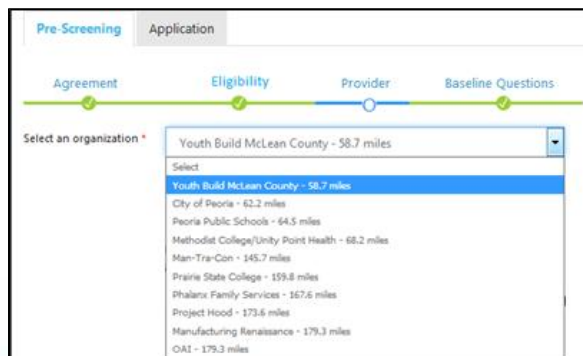 Pre-Screening Application
Agreement Eligibility Provider Baseline Questions
Select an organization * Youth Build McLean County - 58.7 miles
Select
Youth Build McLean County - 58.7 miles
City of Peoria - 62.2 miles
Peoria Public Schools - 64.5 miles
Methodist College/Unity Point Health - 68.2 miles
Man-Tra-Con - 145.7 miles
Prairie State College - 159.8 miles
Phalanx Family Services - 167.6 miles
Project Hood - 173.6 miles
Manufacturing Renaissance - 179.3 miles
OAI - 179.3 miles